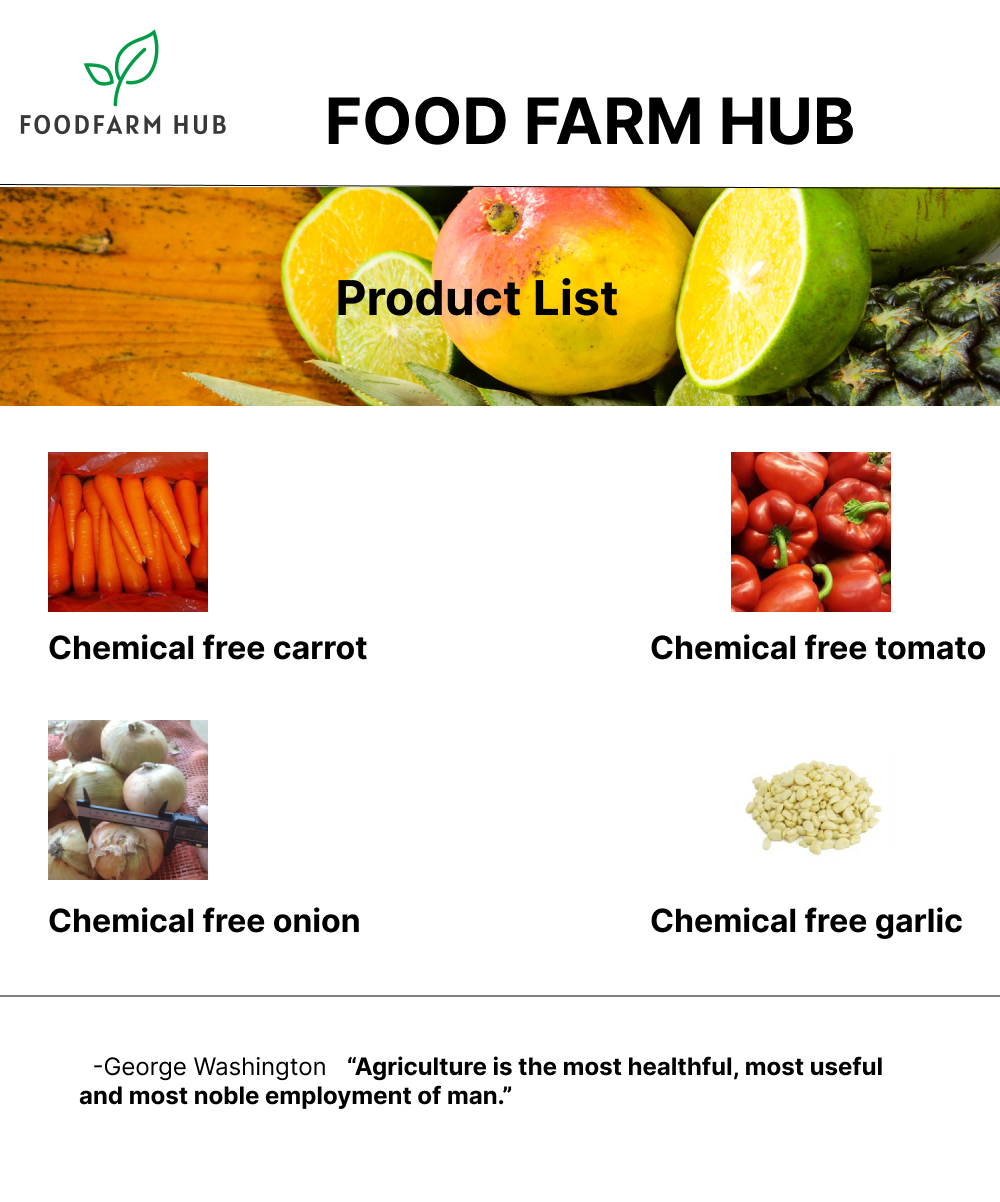 FOODFARM HUB
FOOD FARM HUB
Product List
Chemical free carrot
Chemical free tomato
Chemical free onion
Chemical free garlic
-George Washington “Agriculture is the most healthful, most useful
and most noble employment of man.”